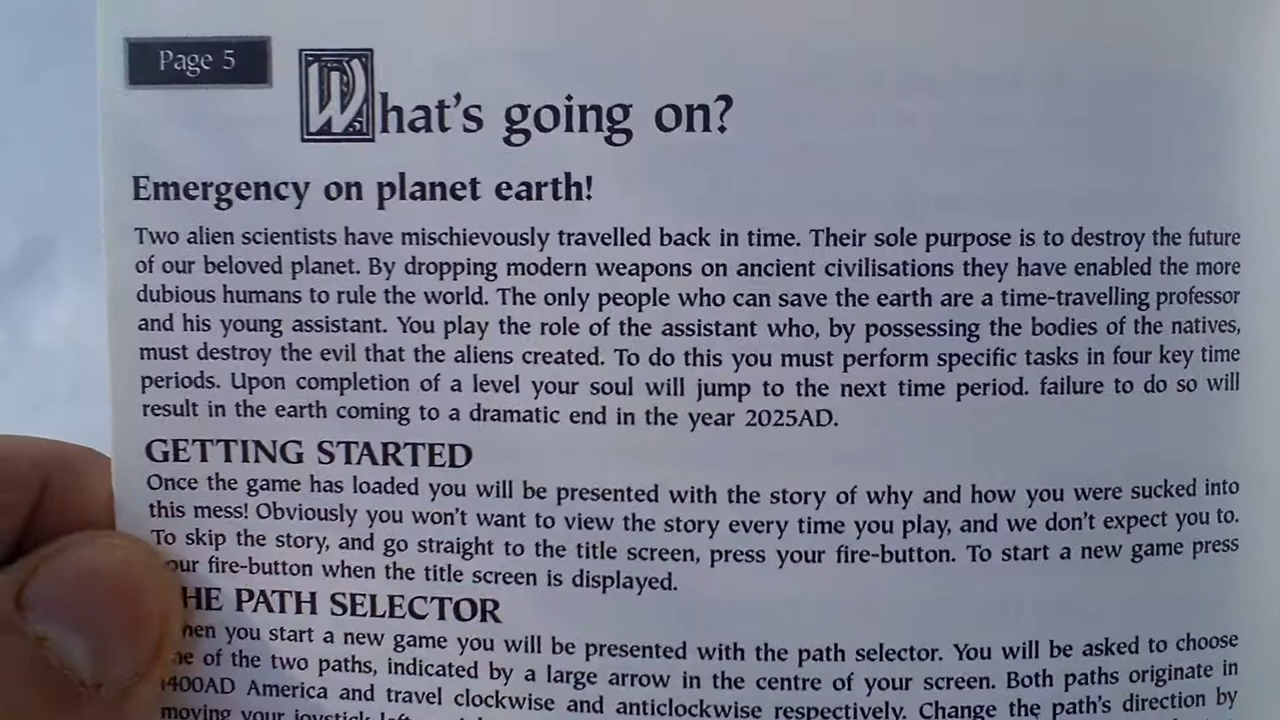 Page 5
What's going on?
Emergency on planet earth!
Two alien scientists have mischievously travelled back in time. Their sole purpose is to destroy the future
of our beloved planet. By dropping modern weapons on ancient civilisations they have enabled the more
dubious humans to rule the world. The only people who can save the earth are a time-travelling professor
and his young assistant. You play the role of the assistant who, by possessing the bodies of the natives,
must destroy the evil that the aliens created. To do this you must perform specific tasks in four key time
periods. Upon completion of a level your soul will jump to the next time period. failure to do so will
result in the earth coming to a dramatic end in the year 2025AD.
GETTING STARTED
Once the game has loaded you will be presented with the story of why and how you were sucked into
this mess! Obviously you won't want to view the story every time you play, and we don't expect you to.
To skip the story, and go straight to the title screen, press your fire-button. To start a new game press
our fire-button when the title screen is displayed.
HE PATH SELECTOR
hen you start a new game you will be presented with the path selector. You will be asked to choose
ne of the two paths, indicated by a large arrow in the centre of your screen. Both paths originate in
1400AD America and travel clockwise and anticlockwise respectively. Change the path's direction by
moving your joystick left